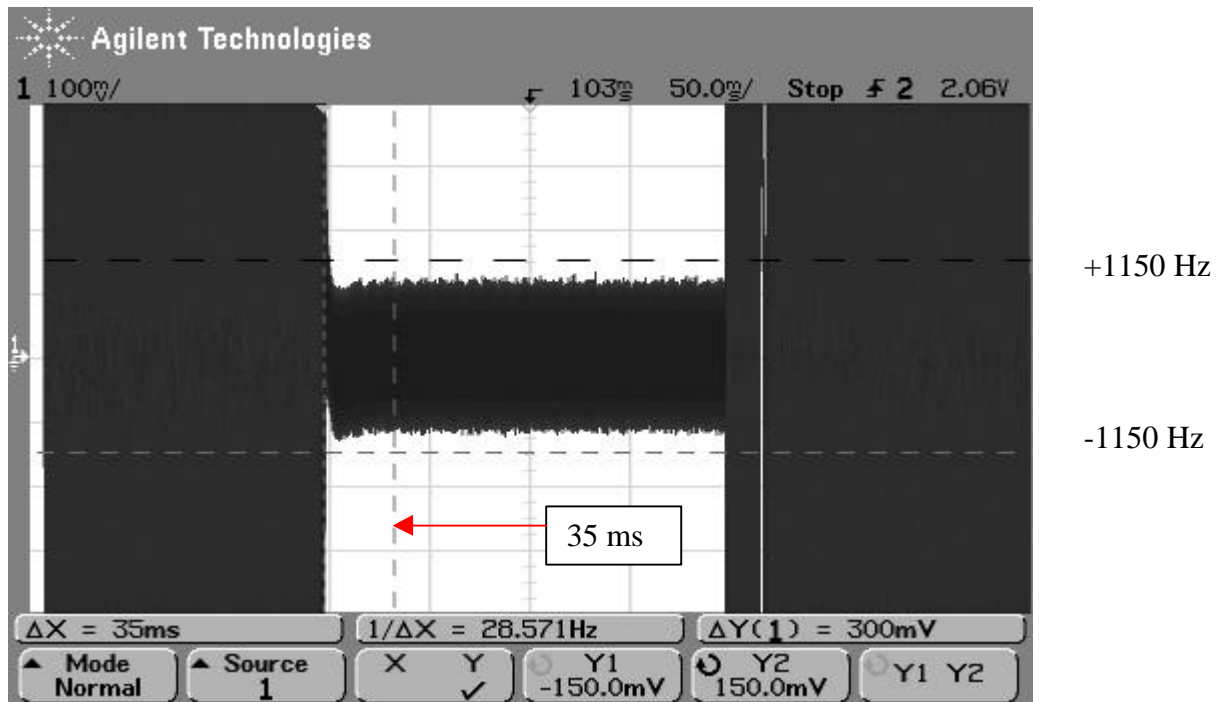 Agilent Technologies
1 100mV/ 103ms 50.0ms/ Stop 2 2.06V
+1150 Hz
1
-1150 Hz
35 ms
ΔX = 35ms 1/ΔX = 28.571Hz ΔY(1) = 300mV
Mode Source X Y Y1 Y2 Y1 Y2
Normal 1 ✓ -150.0mV 150.0mV